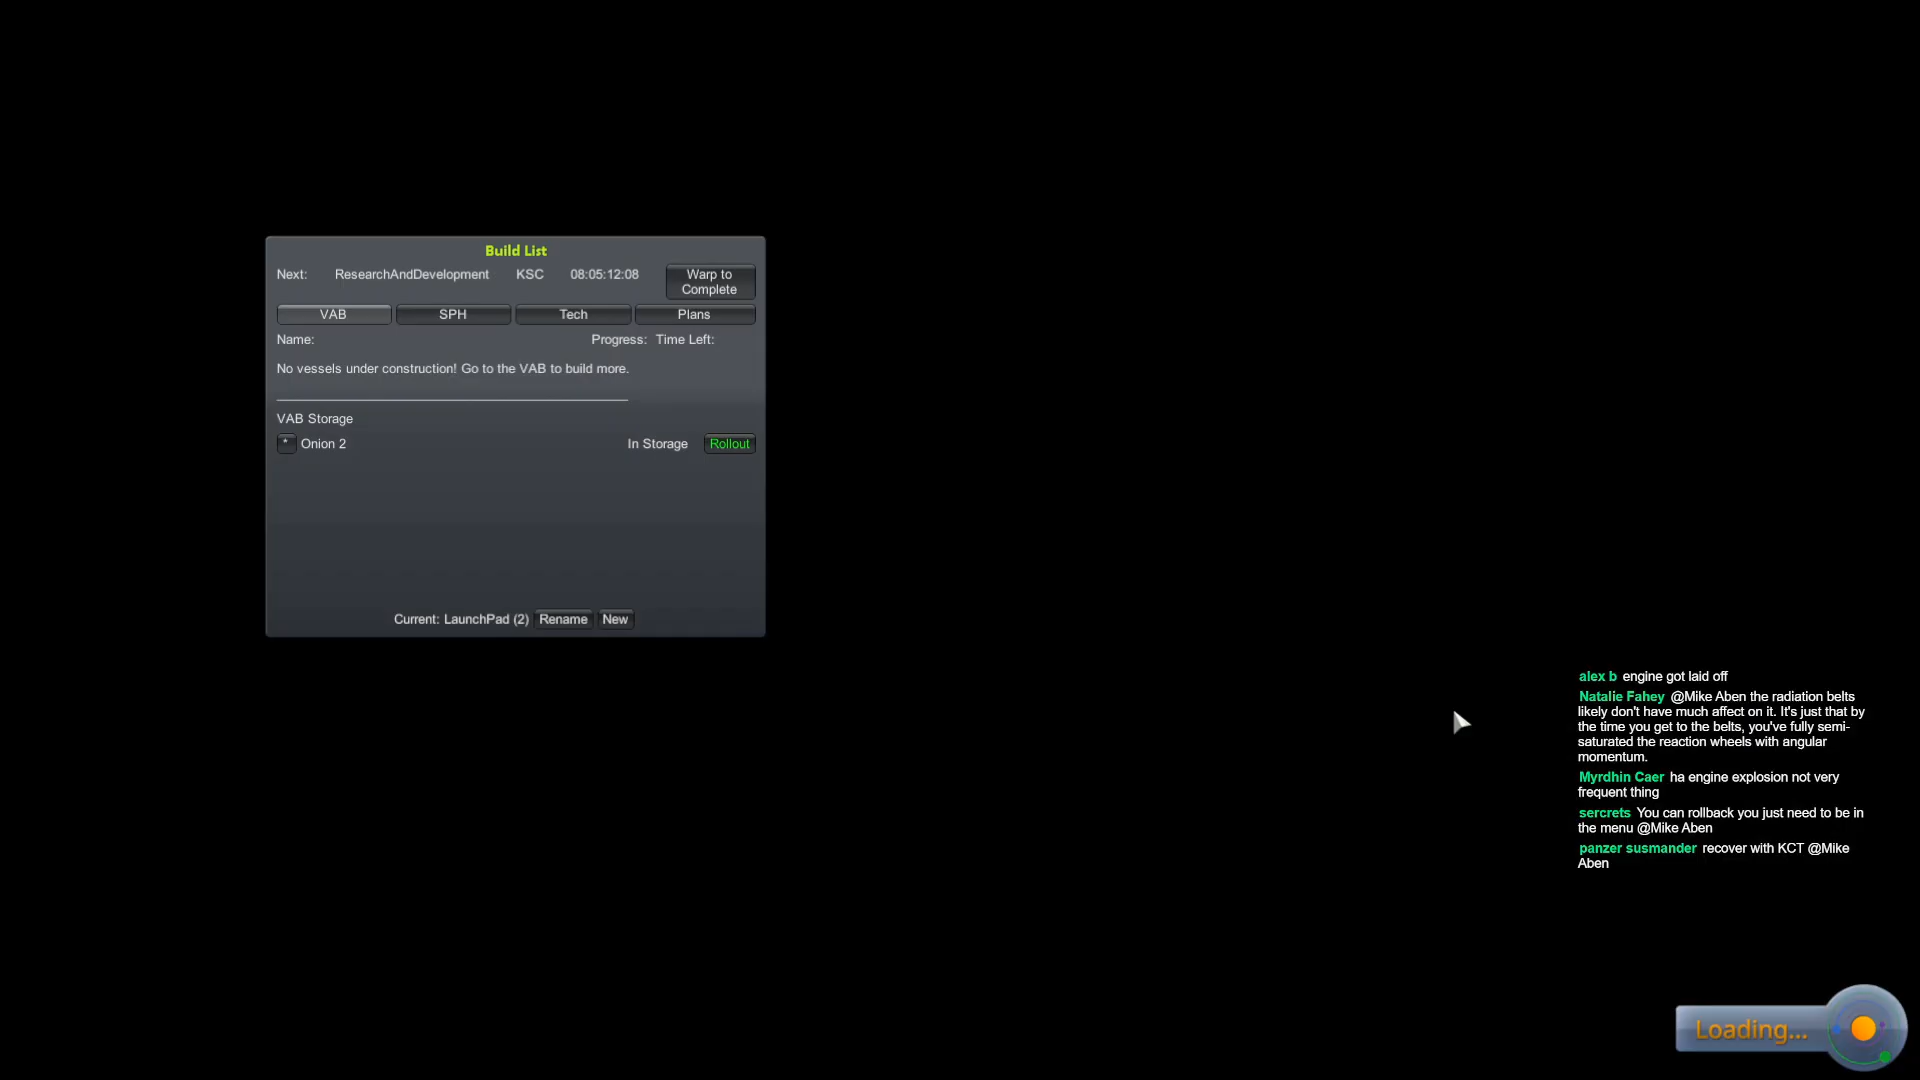 Build List
Next: ResearchAndDevelopment KSC 08:05:12:08 Warp to Complete
VAB SPH Tech Plans
Name: Progress: Time Left:
No vessels under construction! Go to the VAB to build more.
VAB Storage
* Onion 2 In Storage Rollout
Current: LaunchPad (2) Rename New
alex b engine got laid off
Natalie Fahey @Mike Aben the radiation belts
likely don't have much affect on it. It's just that by
the time you get to the belts, you've fully semi-
saturated the reaction wheels with angular
momentum.
Myrdhin Caer ha engine explosion not very
frequent thing
sercrets You can rollback you just need to be in
the menu @Mike Aben
panzer susmander recover with KCT @Mike
Aben
Loading...